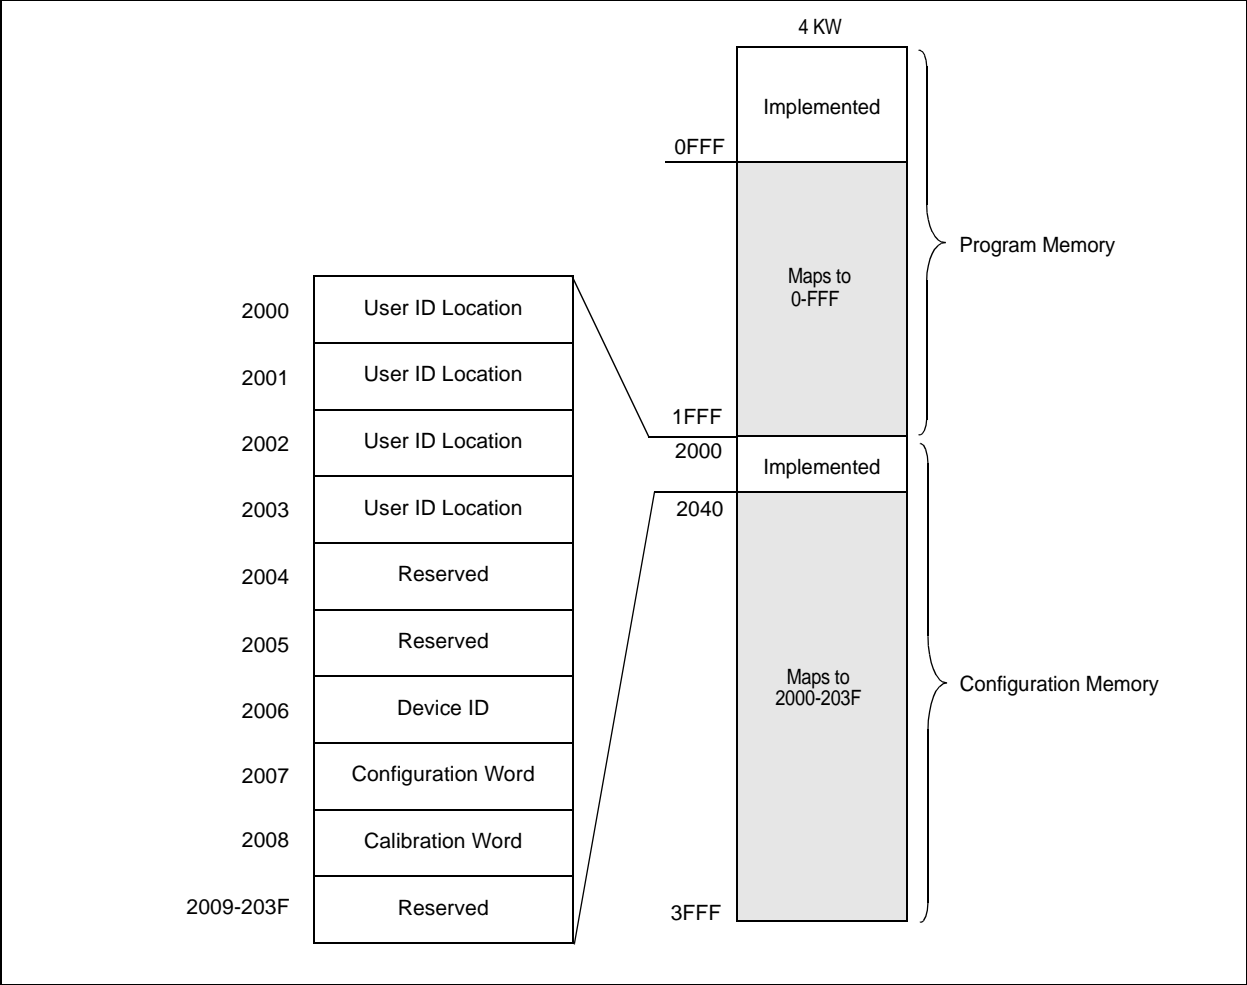 4 KW
Implemented
0FFF
Program Memory
Maps to
0-FFF
2000 User ID Location
2001 User ID Location
1FFF
2002 User ID Location
2000
Implemented
2003 User ID Location
2040
2004 Reserved
2005 Reserved
Maps to
2000-203F
Configuration Memory
2006 Device ID
2007 Configuration Word
2008 Calibration Word
2009-203F Reserved
3FFF